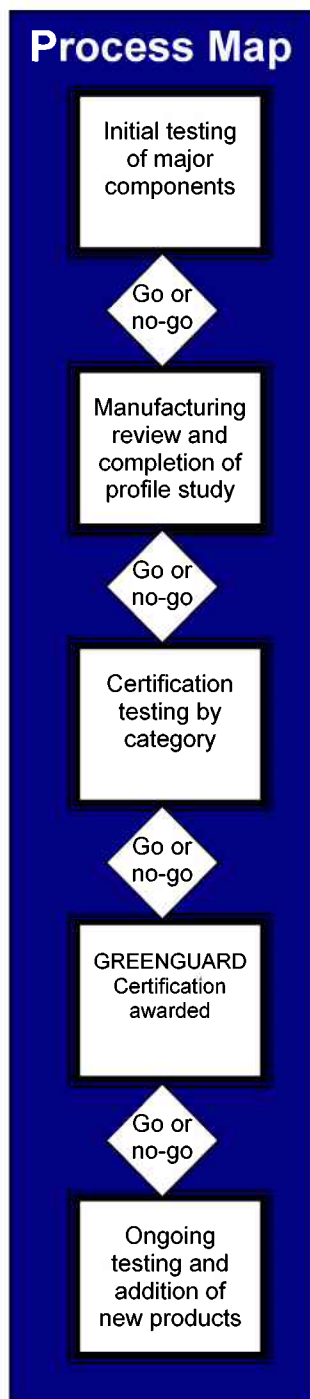 Process Map
Initial testing
of major
components
Go or
no-go
Manufacturing
review and
completion of
profile study
Go or
no-go
Certification
testing by
category
Go or
no-go
GREENGUARD
Certification
awarded
Go or
no-go
Ongoing
testing and
addition of
new products